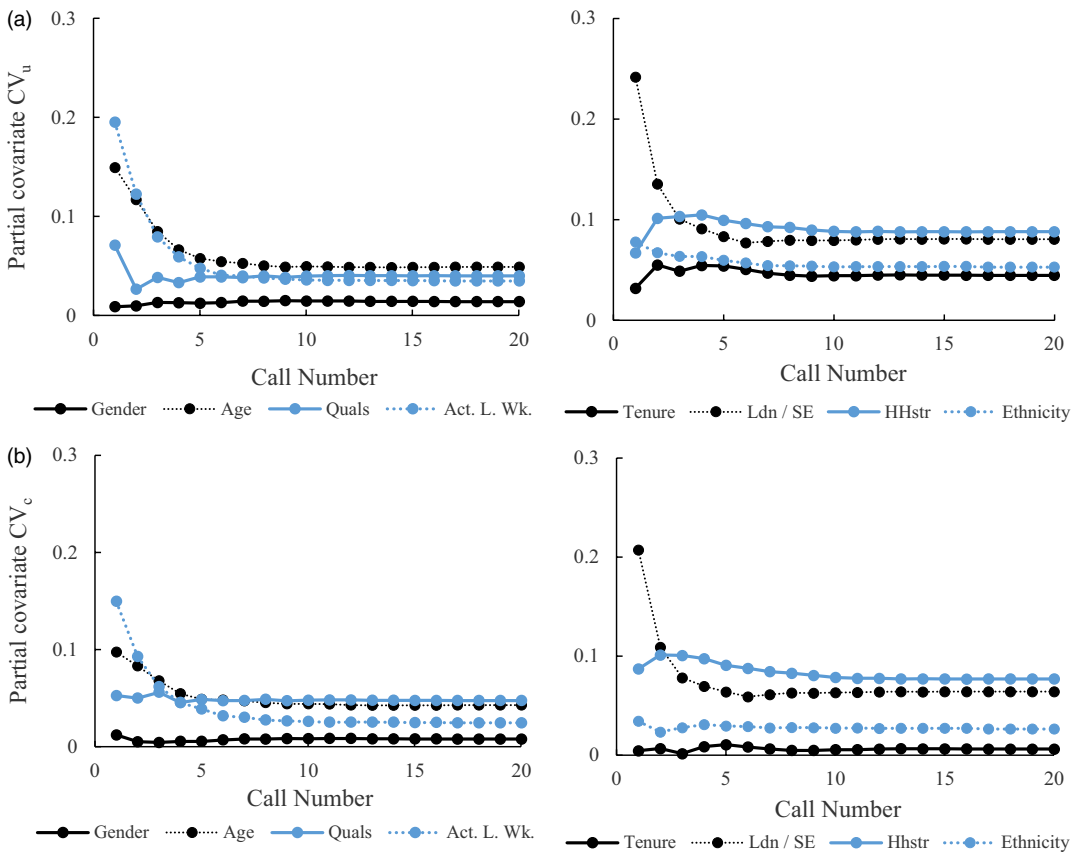 (a)
Partial covariate CVu
0.3
0.2
0.1
0
0 5 10 15 20
Call Number
Gender Age Quals Act. L. Wk.
0.3
0.2
0.1
0
0 5 10 15 20
Call Number
Tenure Ldn / SE HHstr Ethnicity
(b)
Partial covariate CVc
0.3
0.2
0.1
0
0 5 10 15 20
Call Number
Gender Age Quals Act. L. Wk.
0.3
0.2
0.1
0
0 5 10 15 20
Call Number
Tenure Ldn / SE Hhstr Ethnicity